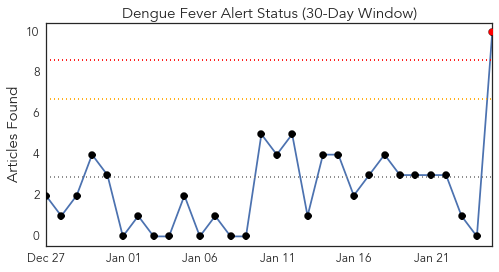 Dengue Fever Alert Status (30-Day Window)
Articles Found
10
8
6
4
2
0
Dec 27
Jan 01
Jan 06
Jan 11
Jan 16
Jan 21